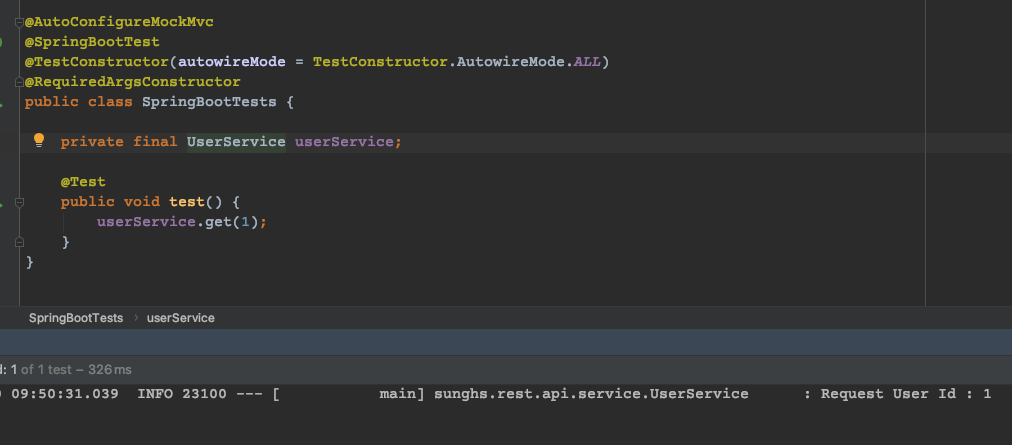 @AutoConfigureMockMvc
@SpringBootTest
@TestConstructor(autowireMode = TestConstructor.AutowireMode.ALL)
@RequiredArgsConstructor
public class SpringBootTests {
private final UserService userService;
@Test
public void test() {
userService.get(1);
}
}
SpringBootTests › userService
: 1 of 1 test – 326 ms
09:50:31.039 INFO 23100 --- [ main] sunghs.rest.api.service.UserService : Request User Id : 1